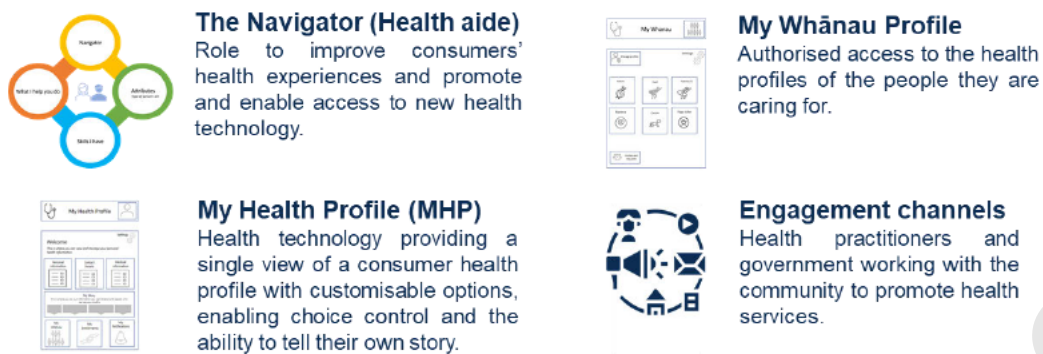 The Navigator (Health aide)
Role to improve consumers'
health experiences and promote
and enable access to new health
technology.
Navigator
What I help you do
Attributes
Skills I have
My Whānau
My Whānau Profile
Authorised access to the health
profiles of the people they are
caring for.
My Health Profile
Welcome
My Health Profile (MHP)
Health technology providing a
single view of a consumer health
profile with customisable options,
enabling choice control and the
ability to tell their own story.
Engagement channels
Health practitioners and
government working with the
community to promote health
services.